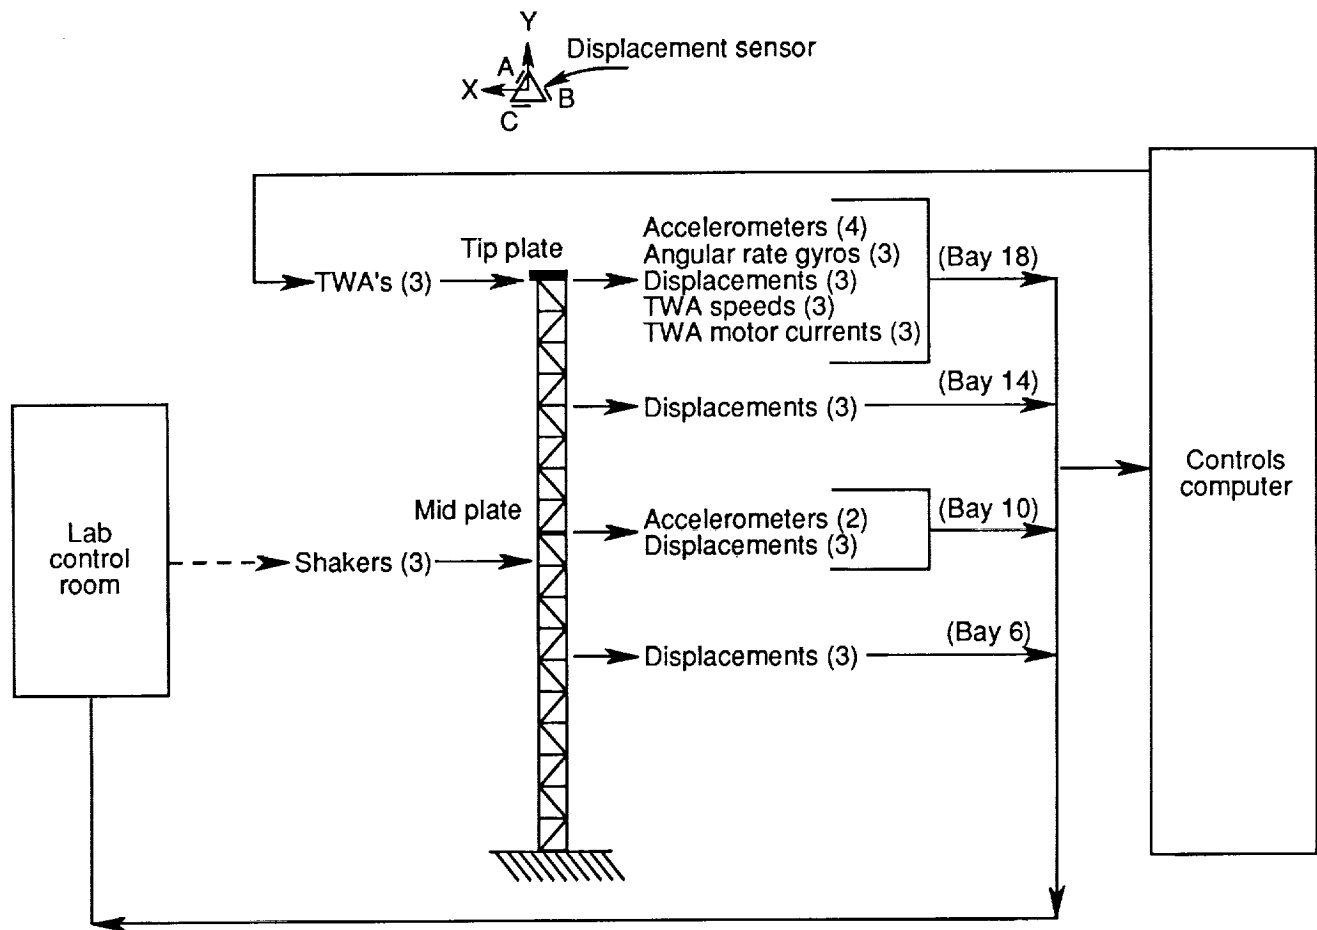 Y
Displacement sensor
A
X
B
C
Tip plate
TWA's (3)
Accelerometers (4)
Angular rate gyros (3)
Displacements (3)
TWA speeds (3)
TWA motor currents (3)
(Bay 18)
(Bay 14)
Displacements (3)
Controls
computer
Mid plate
Accelerometers (2)
Displacements (3)
(Bay 10)
Lab
control
room
Shakers (3)
(Bay 6)
Displacements (3)